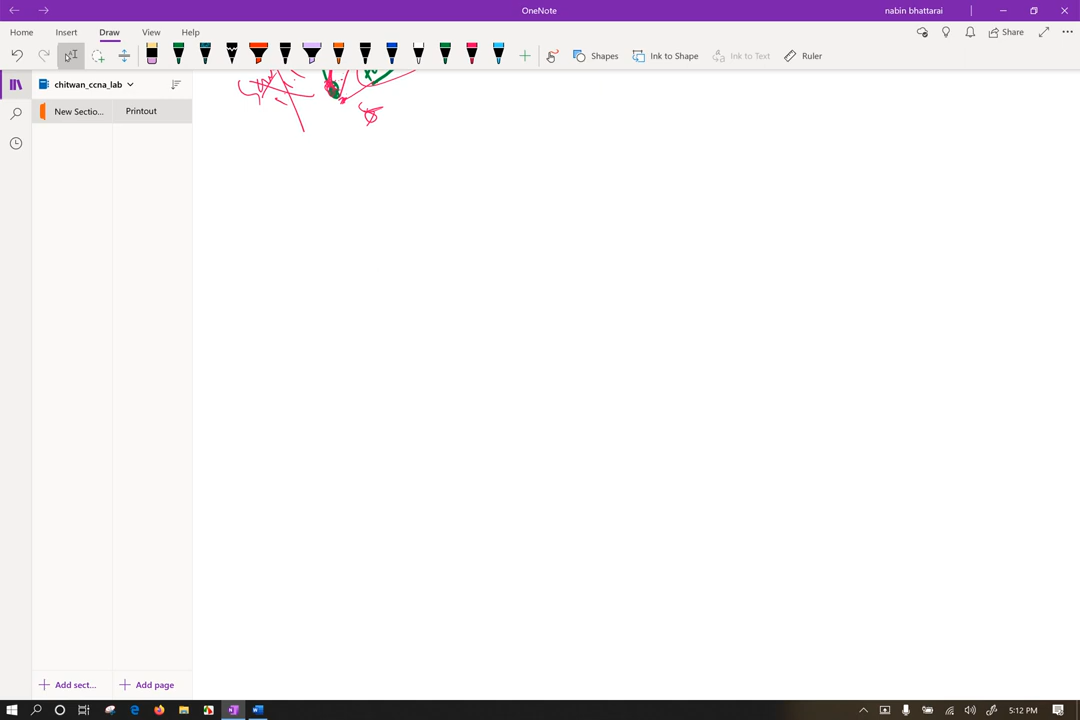 OneNote
nabin bhattarai
Home Insert Draw View Help Share
Shapes Ink to Shape Ink to Text Ruler
chitwan_ccna_lab
New Sectio... Printout
Add sect... Add page
5:12 PM